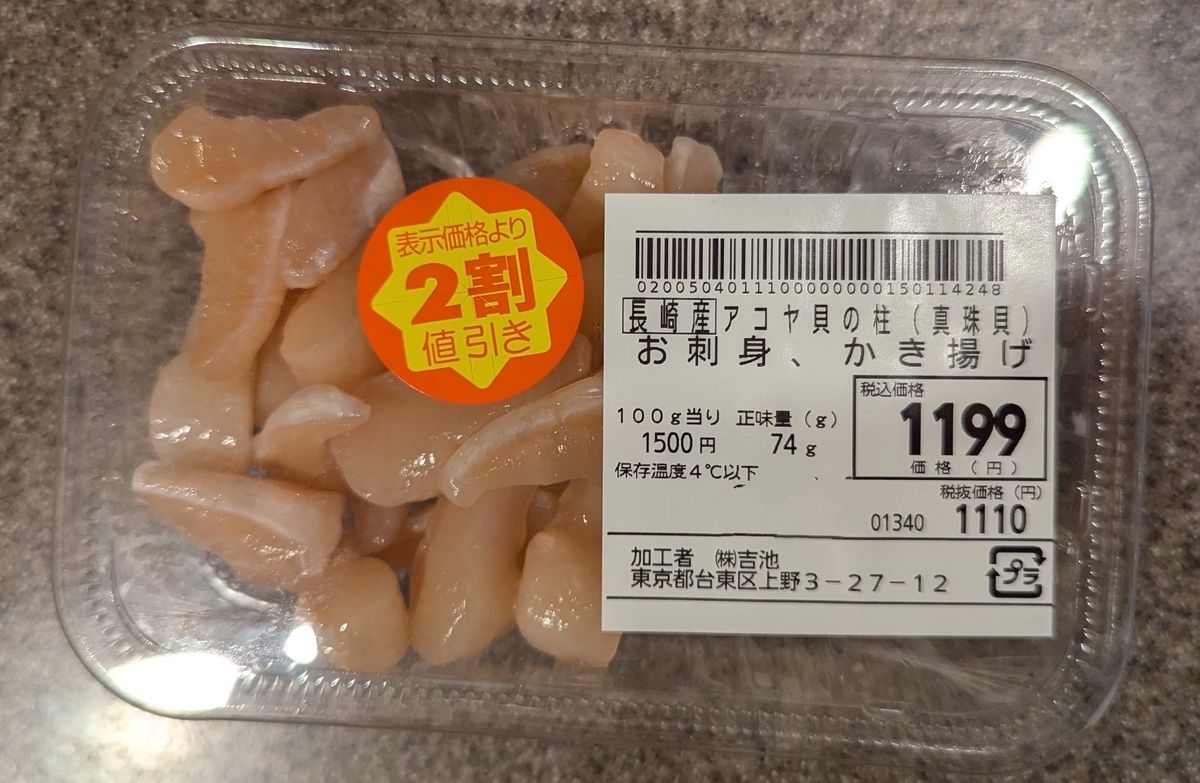 表示価格より
2割
値引き
0200504011100000000150114248
長崎産アコヤ貝の柱(真珠貝)
お刺身、かき揚げ
税込価格
100g当り 正味量(g)
1199
1500円 74g
価格(円)
保存温度4℃以下
税抜価格(円)
01340 1110
加工者 ㈱吉池
東京都台東区上野3-27-12
プラ